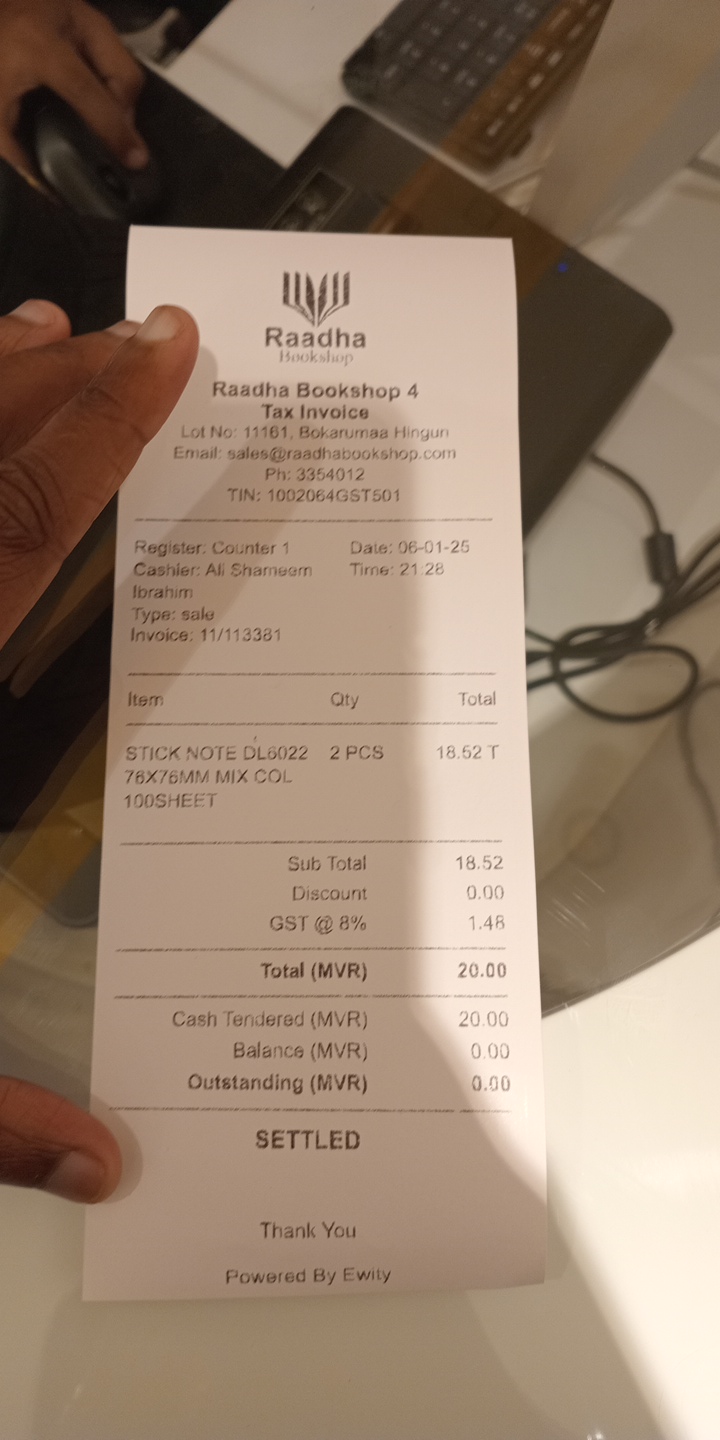 Raadha
Bookshop
Raadha Bookshop 4
Tax Invoice
Lot No: 11161, Bokarumaa Hingun
Email: sales@raadhabookshop.com
Ph: 3354012
TIN: 1002064GST501
Register: Counter 1 Date: 06-01-25
Cashier: Ali Shameem Time: 21:28
Ibrahim
Type: sale
Invoice: 11/113381
Item Qty Total
STICK NOTE DL6022 2 PCS 18.52 T
76X76MM MIX COL
100SHEET
Sub Total 18.52
Discount 0.00
GST @ 8% 1.48
Total (MVR) 20.00
Cash Tendered (MVR) 20.00
Balance (MVR) 0.00
Outstanding (MVR) 0.00
SETTLED
Thank You
Powered By Ewity